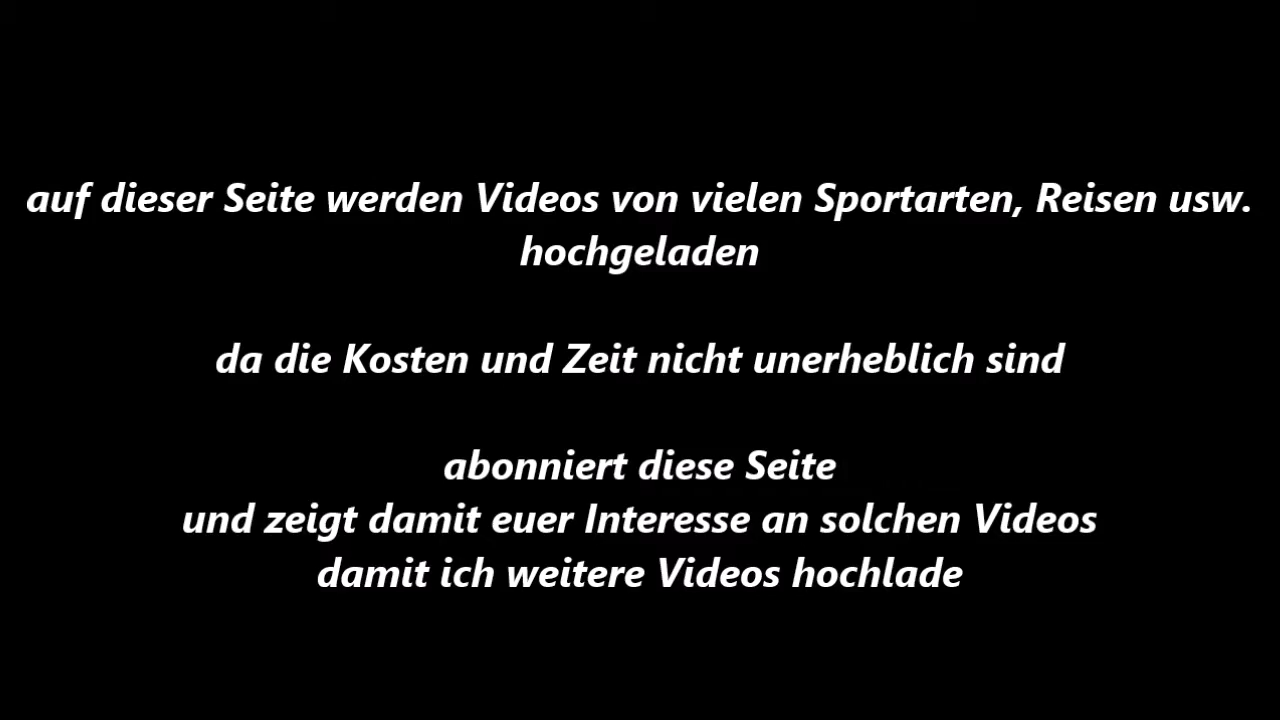 auf dieser Seite werden Videos von vielen Sportarten, Reisen usw.
hochgeladen
da die Kosten und Zeit nicht unerheblich sind
abonniert diese Seite
und zeigt damit euer Interesse an solchen Videos
damit ich weitere Videos hochlade